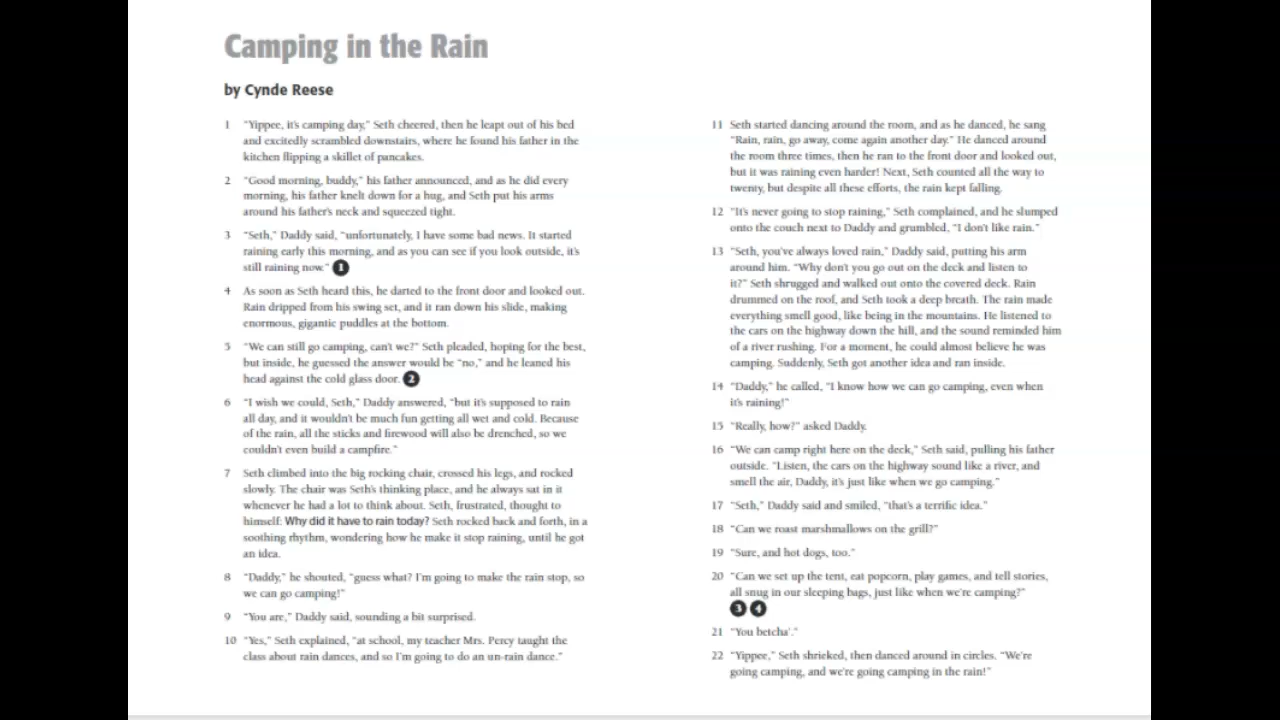 Camping in the Rain
by Cynde Reese
1 “Yippee, it’s camping day,” Seth cheered, then he leapt out of his bed
and excitedly scrambled downstairs, where he found his father in the
kitchen flipping a skillet of pancakes.
2 “Good morning, buddy,” his father announced, and as he did every
morning, his father knelt down for a hug, and Seth put his arms
around his father’s neck and squeezed tight.
3 “Seth,” Daddy said, “unfortunately, I have some bad news. It started
raining early this morning, and as you can see if you look outside, it’s
still raining now.” 1
4 As soon as Seth heard this, he darted to the front door and looked out.
Rain dripped from his swing set, and it ran down his slide, making
enormous, gigantic puddles at the bottom.
5 “We can still go camping, can’t we?” Seth pleaded, hoping for the best,
but inside, he guessed the answer would be “no,” and he leaned his
head against the cold glass door. 2
6 “I wish we could, Seth,” Daddy answered, “but it’s supposed to rain
all day, and it wouldn’t be much fun getting all wet and cold. Because
of the rain, all the sticks and firewood will also be drenched, so we
couldn’t even build a campfire.”
7 Seth climbed into the big rocking chair, crossed his legs, and rocked
slowly. The chair was Seth’s thinking place, and he always sat in it
whenever he had a lot to think about. Seth, frustrated, thought to
himself: Why did it have to rain today? Seth rocked back and forth, in a
soothing rhythm, wondering how he make it stop raining, until he got
an idea.
8 “Daddy,” he shouted, “guess what? I’m going to make the rain stop, so
we can go camping!”
9 “You are,” Daddy said, sounding a bit surprised.
10 “Yes,” Seth explained, “at school, my teacher Mrs. Percy taught the
class about rain dances, and so I’m going to do an un-rain dance.”
11 Seth started dancing around the room, and as he danced, he sang
“Rain, rain, go away, come again another day.” He danced around
the room three times, then he ran to the front door and looked out,
but it was raining even harder! Next, Seth counted all the way to
twenty, but despite all these efforts, the rain kept falling.
12 “It’s never going to stop raining,” Seth complained, and he slumped
onto the couch next to Daddy and grumbled, “I don’t like rain.”
13 “Seth, you’ve always loved rain,” Daddy said, putting his arm
around him. “Why don’t you go out on the deck and listen to
it?” Seth shrugged and walked out onto the covered deck. Rain
drummed on the roof, and Seth took a deep breath. The rain made
everything smell good, like being in the mountains. He listened to
the cars on the highway down the hill, and the sound reminded him
of a river rushing. For a moment, he could almost believe he was
camping. Suddenly, Seth got another idea and ran inside.
14 “Daddy,” he called, “I know how we can go camping, even when
it’s raining!”
15 “Really, how?” asked Daddy.
16 “We can camp right here on the deck,” Seth said, pulling his father
outside. “Listen, the cars on the highway sound like a river, and
smell the air, Daddy, it’s just like when we go camping.”
17 “Seth,” Daddy said and smiled, “that’s a terrific idea.”
18 “Can we roast marshmallows on the grill?”
19 “Sure, and hot dogs, too.”
20 “Can we set up the tent, eat popcorn, play games, and tell stories,
all snug in our sleeping bags, just like when we’re camping?”
3 4
21 “You betcha’.”
22 “Yippee,” Seth shrieked, then danced around in circles. “We’re
going camping, and we’re going camping in the rain!”